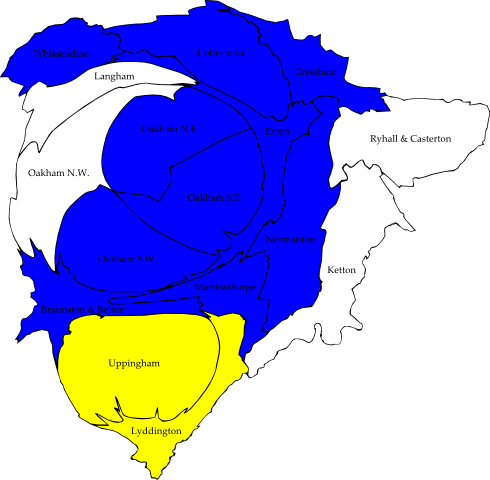 Whissendine
Cottesmore
Greetham
Langham
Oakham N.E.
Exton
Ryhall & Casterton
Oakham N.W.
Oakham S.E.
Normanton
Oakham S.W.
Ketton
Martinsthorpe
Braunston & Belton
Uppingham
Lyddington